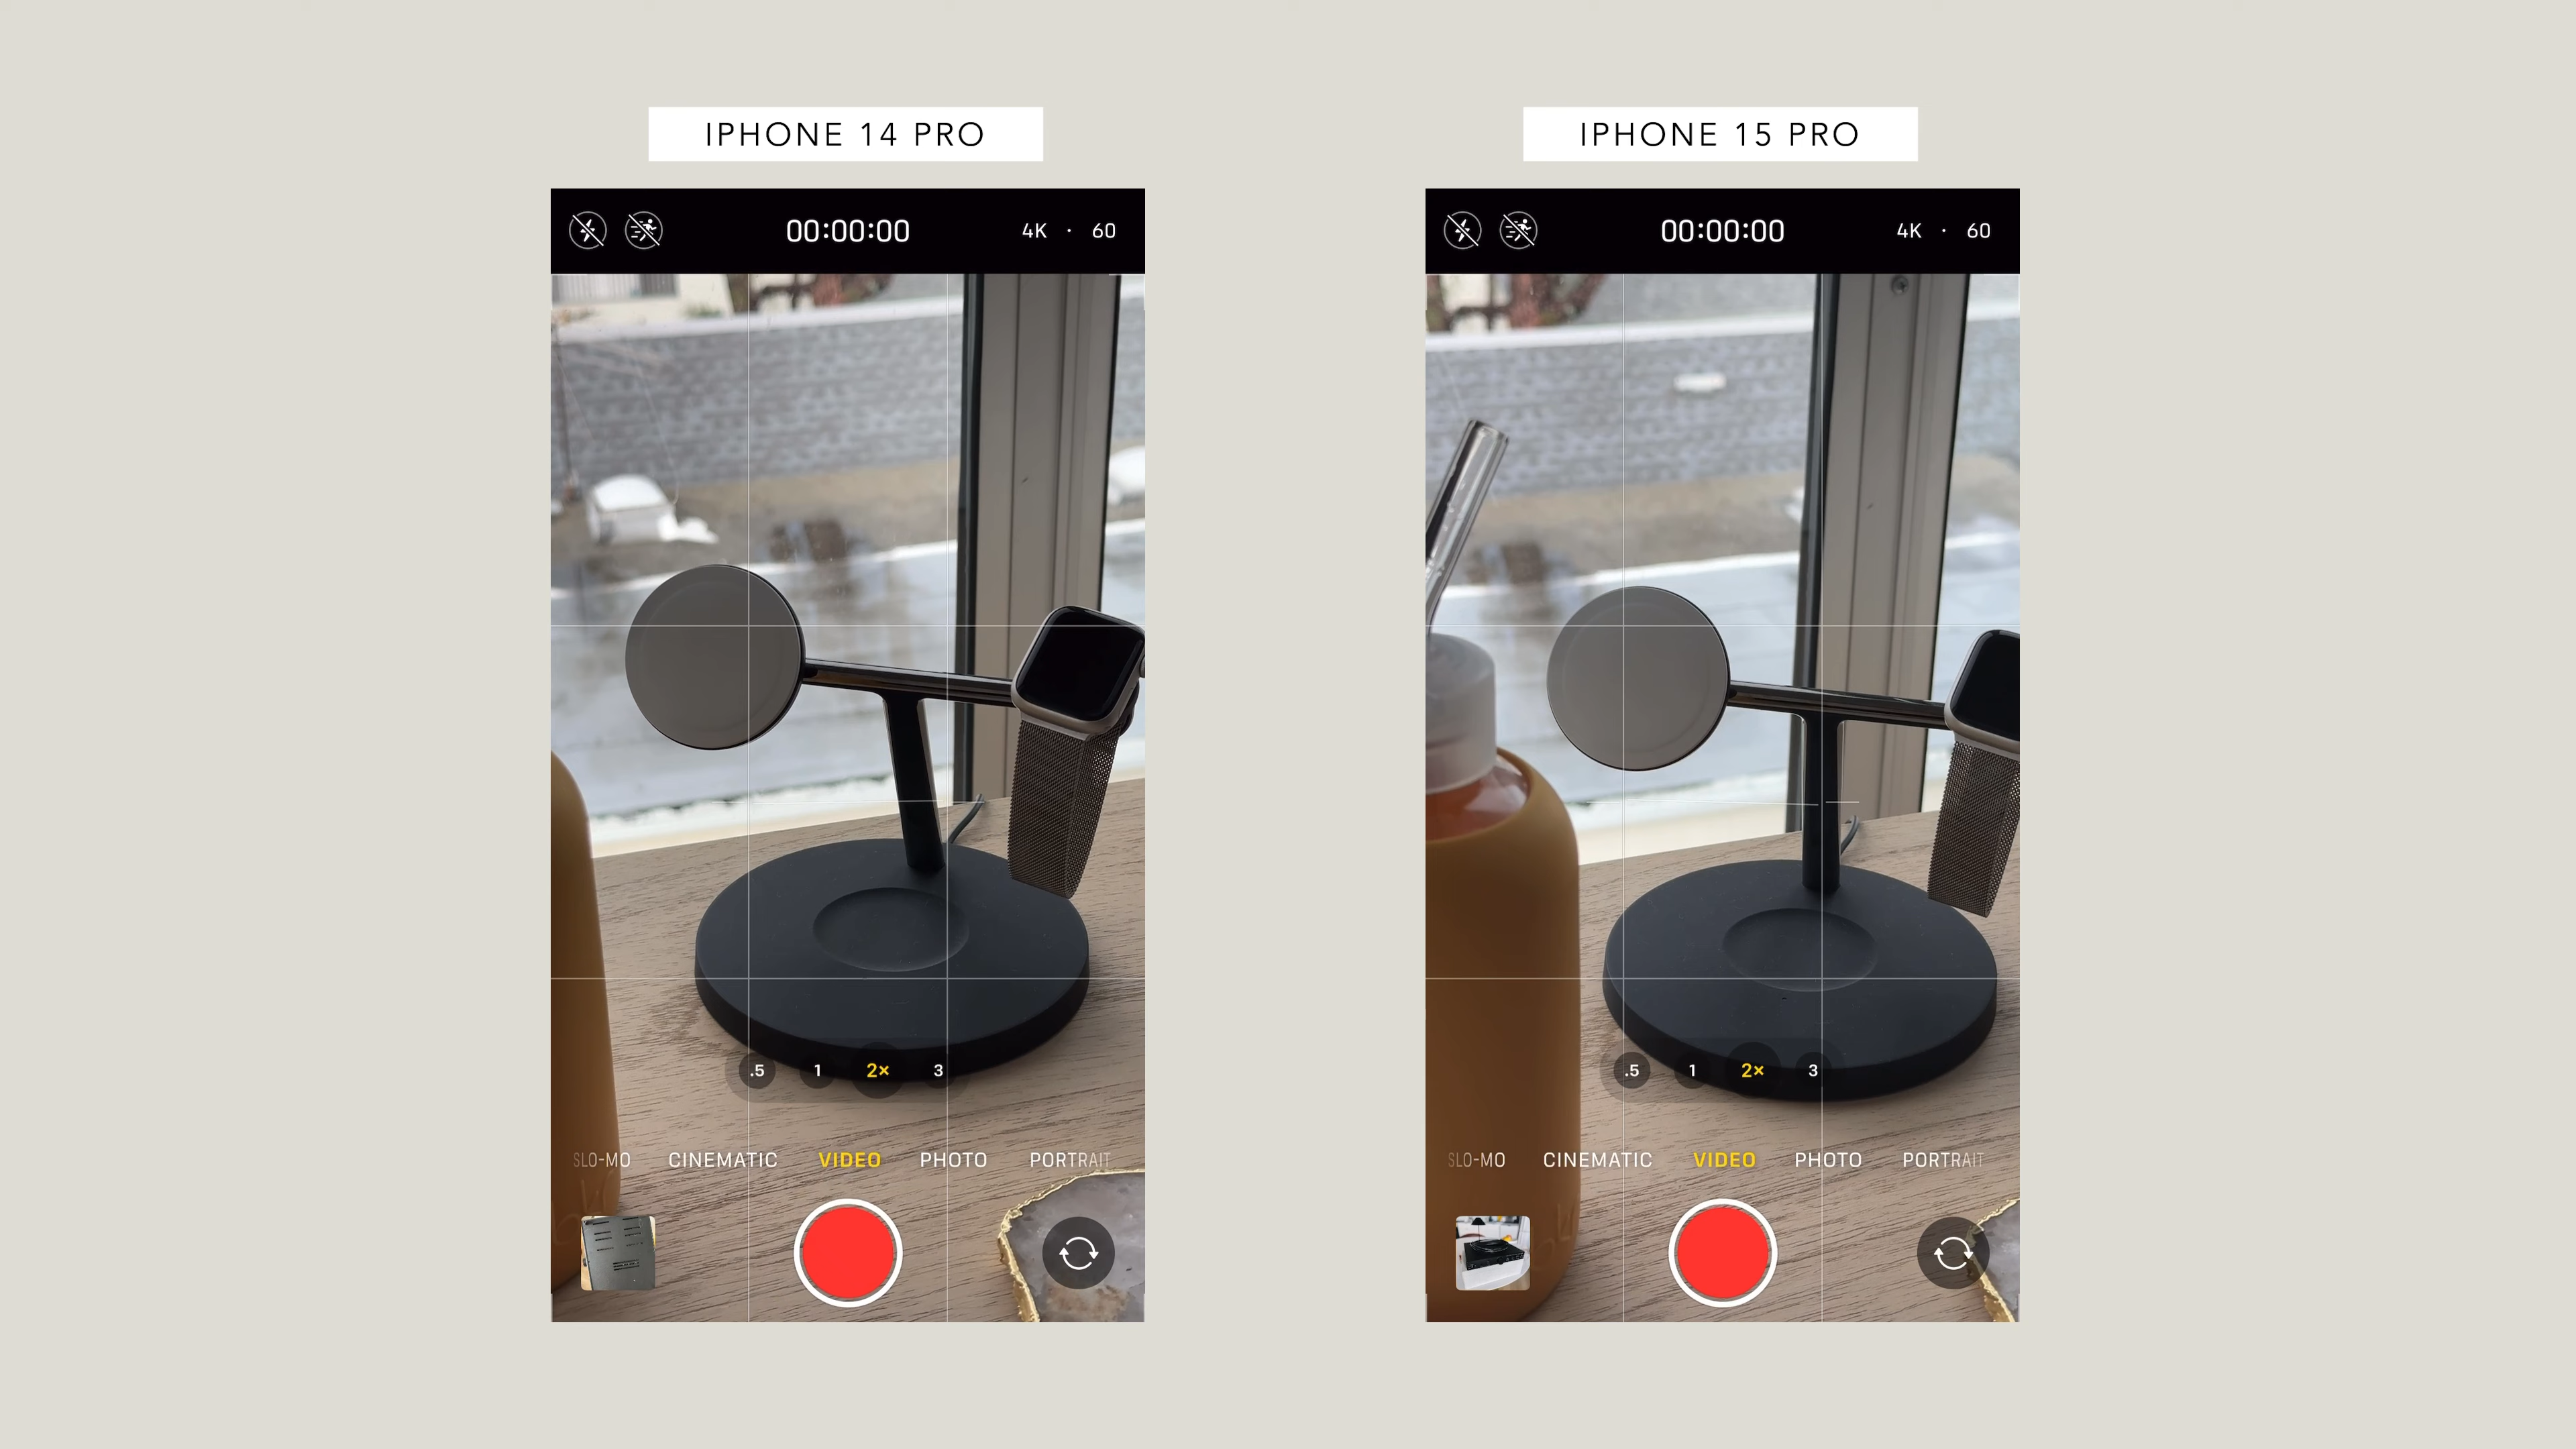 IPHONE 14 PRO
00:00:00
4K · 60
.5 1 2× 3
SLO-MO CINEMATIC VIDEO PHOTO PORTRAIT
IPHONE 15 PRO
00:00:00
4K · 60
.5 1 2× 3
SLO-MO CINEMATIC VIDEO PHOTO PORTRAIT